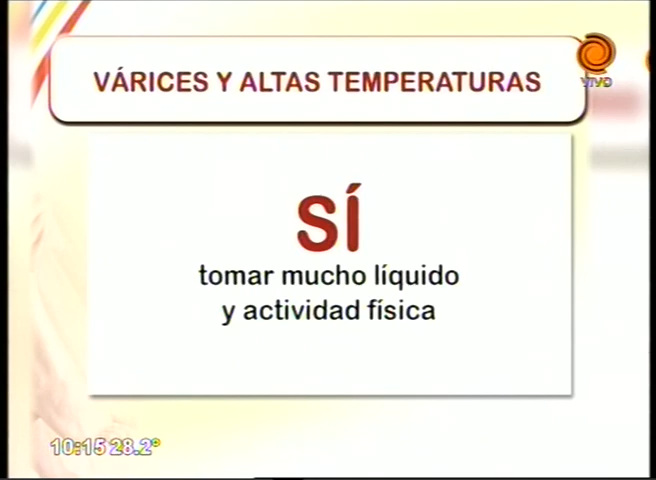 VÁRICES Y ALTAS TEMPERATURAS
VIVO
SÍ
tomar mucho líquido
y actividad física
10:15 28.2°